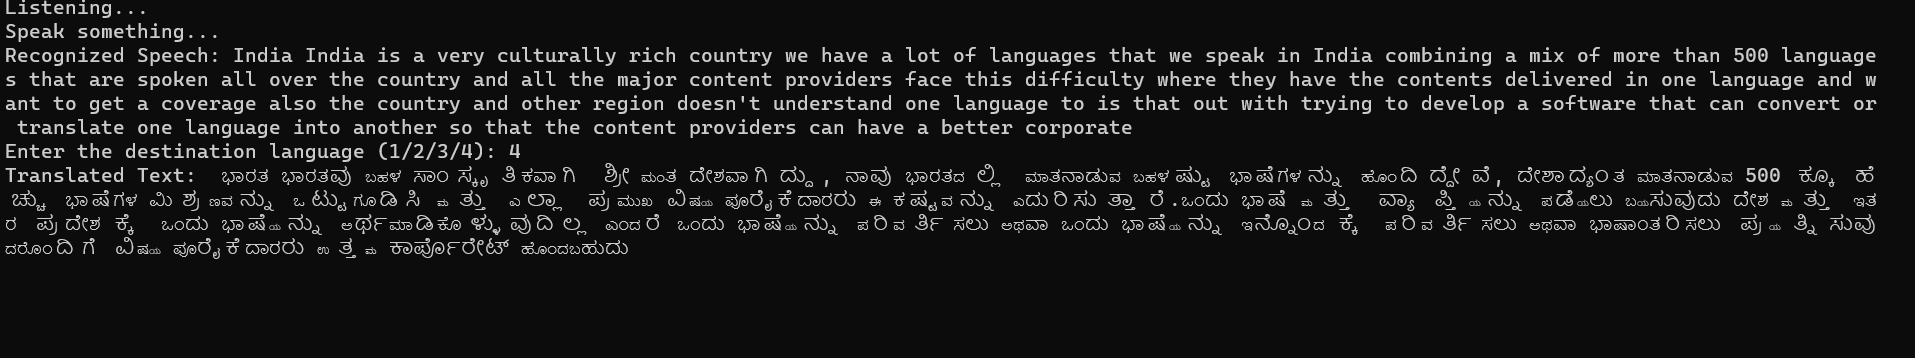 Listening...
Speak something...
Recognized Speech: India India is a very culturally rich country we have a lot of languages that we speak in India combining a mix of more than 500 language
s that are spoken all over the country and all the major content providers face this difficulty where they have the contents delivered in one language and w
ant to get a coverage also the country and other region doesn't understand one language to is that out with trying to develop a software that can convert or
 translate one language into another so that the content providers can have a better corporate
Enter the destination language (1/2/3/4): 4
Translated Text: ಭಾರತ ಭಾರತವು ಬಹಳ ಸಾಂಸ್ಕೃತಿಕವಾಗಿ ಶ್ರೀಮಂತ ದೇಶವಾಗಿದ್ದು, ನಾವು ಭಾರತದಲ್ಲಿ ಮಾತನಾಡುವ ಬಹಳಷ್ಟು ಭಾಷೆಗಳನ್ನು ಹೊಂದಿದ್ದೇವೆ, ದೇಶಾದ್ಯಂತ ಮಾತನಾಡುವ 500 ಕ್ಕೂ ಹೆ
ಚ್ಚು ಭಾಷೆಗಳ ಮಿಶ್ರಣವನ್ನು ಒಟ್ಟುಗೂಡಿಸಿ ಮತ್ತು ಎಲ್ಲಾ ಪ್ರಮುಖ ವಿಷಯ ಪೂರೈಕೆದಾರರು ಈ ಕಷ್ಟವನ್ನು ಎದುರಿಸುತ್ತಾರೆ.ಒಂದು ಭಾಷೆ ಮತ್ತು ವ್ಯಾಪ್ತಿಯನ್ನು ಪಡೆಯಲು ಬಯಸುವುದು ದೇಶ ಮತ್ತು ಇತ
ರ ಪ್ರದೇಶಕ್ಕೆ ಒಂದು ಭಾಷೆಯನ್ನು ಅರ್ಥಮಾಡಿಕೊಳ್ಳುವುದಿಲ್ಲ ಎಂದರೆ ಒಂದು ಭಾಷೆಯನ್ನು ಪರಿವರ್ತಿಸಲು ಅಥವಾ ಒಂದು ಭಾಷೆಯನ್ನು ಇನ್ನೊಂದಕ್ಕೆ ಪರಿವರ್ತಿಸಲು ಅಥವಾ ಭಾಷಾಂತರಿಸಲು ಪ್ರಯತ್ನಿಸುವು
ದರೊಂದಿಗೆ ವಿಷಯ ಪೂರೈಕೆದಾರರು ಉತ್ತಮ ಕಾರ್ಪೊರೇಟ್ ಹೊಂದಬಹುದು